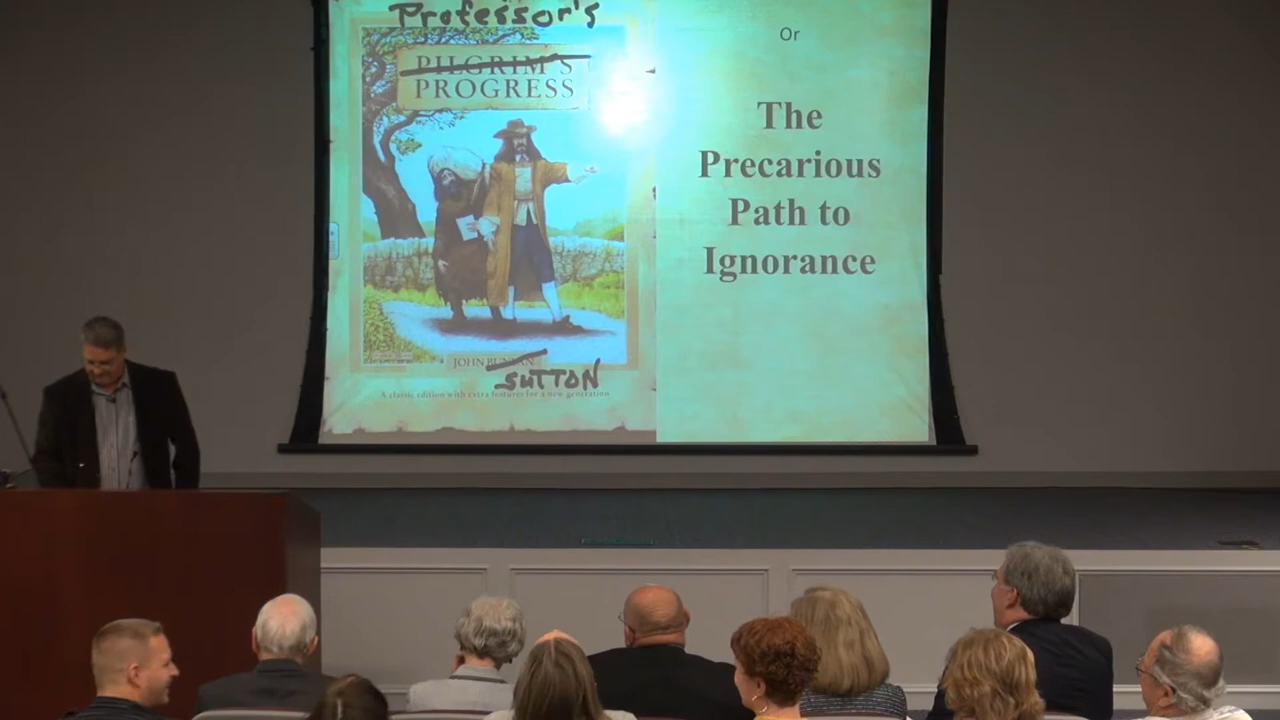 Professor's
PILGRIM'S
PROGRESS
JOHN BUNYAN
SUTTON
A classic edition with extra features for a new generation
Or
The
Precarious
Path to
Ignorance